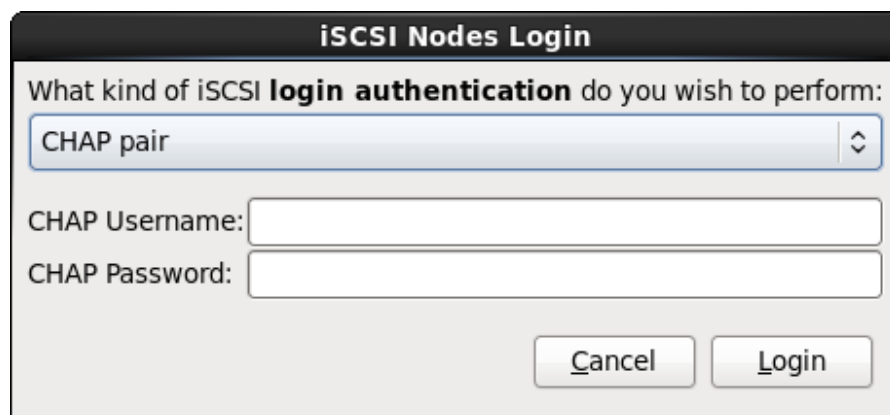 iSCSI Nodes Login
What kind of iSCSI login authentication do you wish to perform:
CHAP pair
CHAP Username:
CHAP Password:
Cancel Login